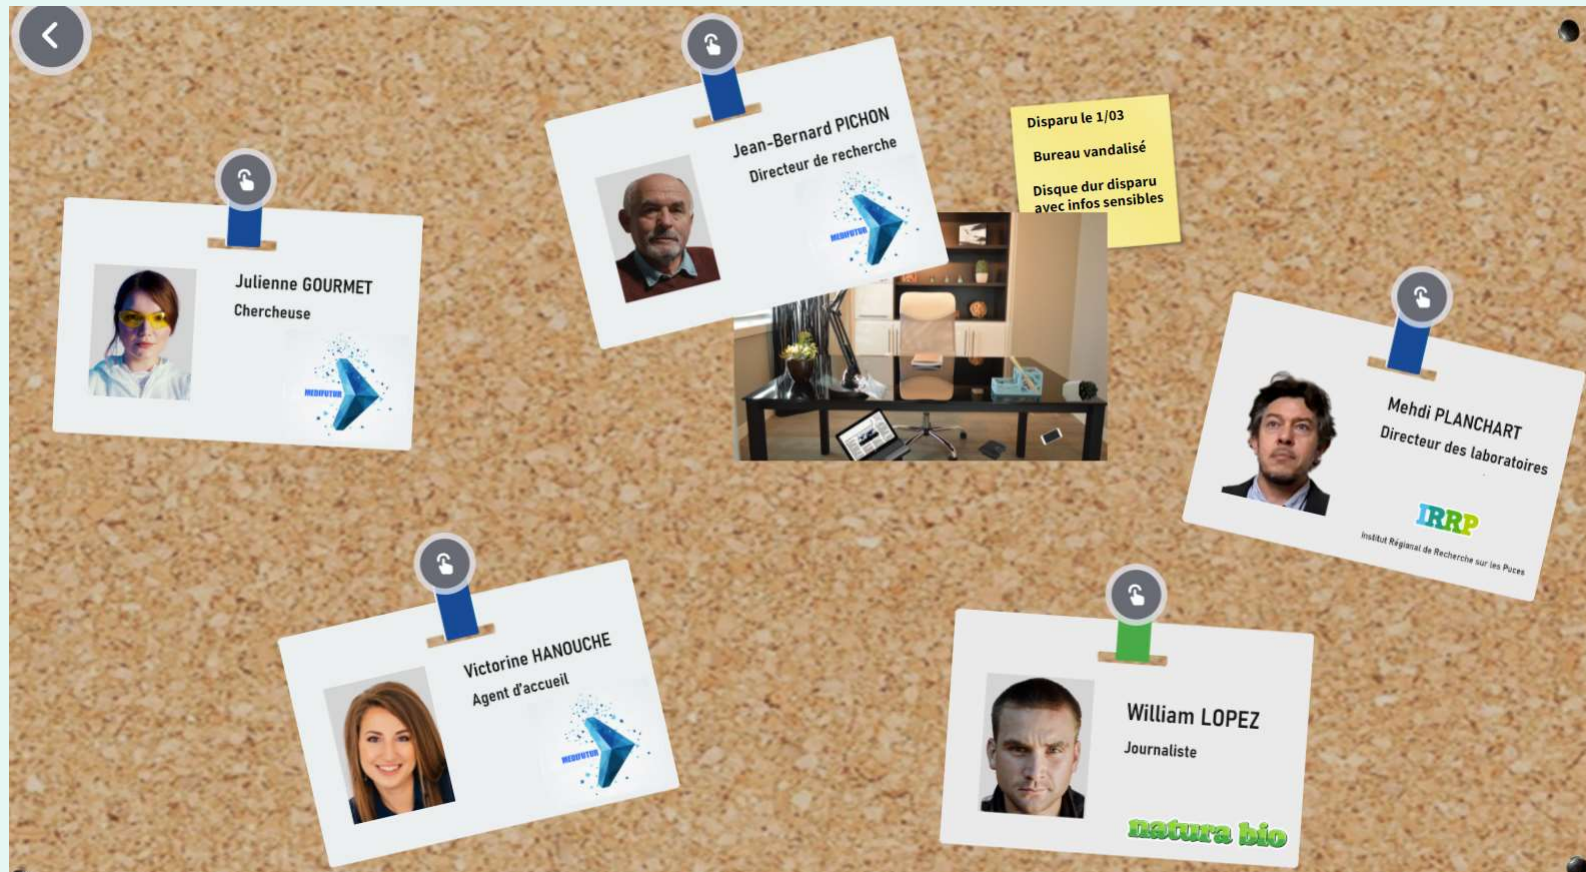 Jean-Bernard PICHON
Directeur de recherche
MEDIFUTUR
Disparu le 1/03
Bureau vandalisé
Disque dur disparu
avec infos sensibles
Julienne GOURMET
Chercheuse
MEDIFUTUR
Mehdi PLANCHART
Directeur des laboratoires
IRRP
Institut Régianal de Recherche sur les Puces
Victorine HANOUCHE
Agent d'accueil
MEDIFUTUR
William LOPEZ
Journaliste
natura bio